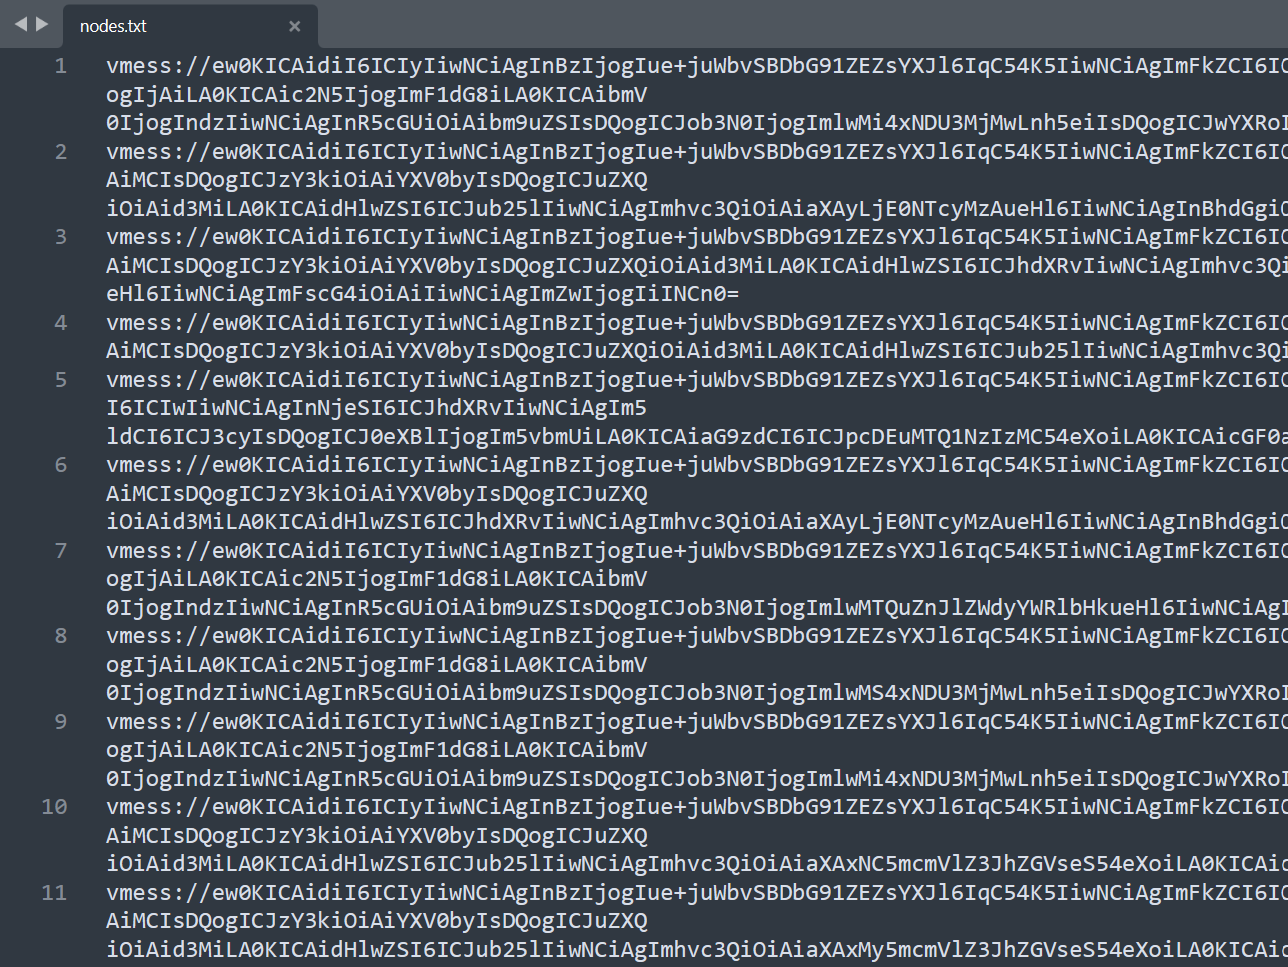 nodes.txt
1 vmess://ew0KICAidiI6ICIyIiwNCiAgInBzIjogIue+juWbvSBDbG91ZEZsYXJl6IqC54K5IiwNCiAgImFkZCI6IC
ogIjAiLA0KICAic2N5IjogImF1dG8iLA0KICAibmV
0IjogIndzIiwNCiAgInR5cGUiOiAibm9uZSIsDQogICJob3N0IjogImlwMi4xNDU3MjMwLnh5eiIsDQogICJwYXRoI
2 vmess://ew0KICAidiI6ICIyIiwNCiAgInBzIjogIue+juWbvSBDbG91ZEZsYXJl6IqC54K5IiwNCiAgImFkZCI6IC
AiMCIsDQogICJzY3kiOiAiYXV0byIsDQogICJuZXQ
iOiAid3MiLA0KICAidHlwZSI6ICJub25lIiwNCiAgImhvc3QiOiAiaXAyLjE0NTcyMzAueHl6IiwNCiAgInBhdGgiO
3 vmess://ew0KICAidiI6ICIyIiwNCiAgInBzIjogIue+juWbvSBDbG91ZEZsYXJl6IqC54K5IiwNCiAgImFkZCI6IC
AiMCIsDQogICJzY3kiOiAiYXV0byIsDQogICJuZXQiOiAid3MiLA0KICAidHlwZSI6ICJhdXRvIiwNCiAgImhvc3Qi
eHl6IiwNCiAgImFscG4iOiAiIiwNCiAgImZwIjogIiINCn0=
4 vmess://ew0KICAidiI6ICIyIiwNCiAgInBzIjogIue+juWbvSBDbG91ZEZsYXJl6IqC54K5IiwNCiAgImFkZCI6IC
AiMCIsDQogICJzY3kiOiAiYXV0byIsDQogICJuZXQiOiAid3MiLA0KICAidHlwZSI6ICJub25lIiwNCiAgImhvc3Qi
5 vmess://ew0KICAidiI6ICIyIiwNCiAgInBzIjogIue+juWbvSBDbG91ZEZsYXJl6IqC54K5IiwNCiAgImFkZCI6IC
I6ICIwIiwNCiAgInNjeSI6ICJhdXRvIiwNCiAgIm5
ldCI6ICJ3cyIsDQogICJ0eXBlIjogIm5vbmUiLA0KICAiaG9zdCI6ICJpcDEuMTQ1NzIzMC54eXoiLA0KICAicGF0a
6 vmess://ew0KICAidiI6ICIyIiwNCiAgInBzIjogIue+juWbvSBDbG91ZEZsYXJl6IqC54K5IiwNCiAgImFkZCI6IC
AiMCIsDQogICJzY3kiOiAiYXV0byIsDQogICJuZXQ
iOiAid3MiLA0KICAidHlwZSI6ICJhdXRvIiwNCiAgImhvc3QiOiAiaXAyLjE0NTcyMzAueHl6IiwNCiAgInBhdGgiO
7 vmess://ew0KICAidiI6ICIyIiwNCiAgInBzIjogIue+juWbvSBDbG91ZEZsYXJl6IqC54K5IiwNCiAgImFkZCI6IC
ogIjAiLA0KICAic2N5IjogImF1dG8iLA0KICAibmV
0IjogIndzIiwNCiAgInR5cGUiOiAibm9uZSIsDQogICJob3N0IjogImlwMTQuZnJlZWdyYWRlbHkueHl6IiwNCiAgI
8 vmess://ew0KICAidiI6ICIyIiwNCiAgInBzIjogIue+juWbvSBDbG91ZEZsYXJl6IqC54K5IiwNCiAgImFkZCI6IC
ogIjAiLA0KICAic2N5IjogImF1dG8iLA0KICAibmV
0IjogIndzIiwNCiAgInR5cGUiOiAibm9uZSIsDQogICJob3N0IjogImlwMS4xNDU3MjMwLnh5eiIsDQogICJwYXRoI
9 vmess://ew0KICAidiI6ICIyIiwNCiAgInBzIjogIue+juWbvSBDbG91ZEZsYXJl6IqC54K5IiwNCiAgImFkZCI6IC
ogIjAiLA0KICAic2N5IjogImF1dG8iLA0KICAibmV
0IjogIndzIiwNCiAgInR5cGUiOiAibm9uZSIsDQogICJob3N0IjogImlwMi4xNDU3MjMwLnh5eiIsDQogICJwYXRoI
10 vmess://ew0KICAidiI6ICIyIiwNCiAgInBzIjogIue+juWbvSBDbG91ZEZsYXJl6IqC54K5IiwNCiAgImFkZCI6IC
AiMCIsDQogICJzY3kiOiAiYXV0byIsDQogICJuZXQ
iOiAid3MiLA0KICAidHlwZSI6ICJub25lIiwNCiAgImhvc3QiOiAiaXAxNC5mcmVlZ3JhZGVseS54eXoiLA0KICAic
11 vmess://ew0KICAidiI6ICIyIiwNCiAgInBzIjogIue+juWbvSBDbG91ZEZsYXJl6IqC54K5IiwNCiAgImFkZCI6IC
AiMCIsDQogICJzY3kiOiAiYXV0byIsDQogICJuZXQ
iOiAid3MiLA0KICAidHlwZSI6ICJub25lIiwNCiAgImhvc3QiOiAiaXAxMy5mcmVlZ3JhZGVseS54eXoiLA0KICAic